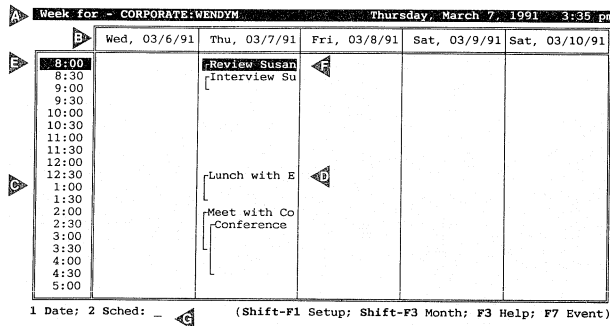 A Week for - CORPORATE:WENDYM Thursday, March 7, 1991 3:35 pm
B Wed, 03/6/91 Thu, 03/7/91 Fri, 03/8/91 Sat, 03/9/91 Sat, 03/10/91
E 8:00 Review Susan F
8:30 Interview Su
9:00
9:30
10:00
10:30
11:00
11:30
12:00
12:30 Lunch with E D
C 1:00
1:30
2:00 Meet with Co
2:30 Conference
3:00
3:30
4:00
4:30
5:00
1 Date; 2 Sched: _ G (Shift-F1 Setup; Shift-F3 Month; F3 Help; F7 Event)